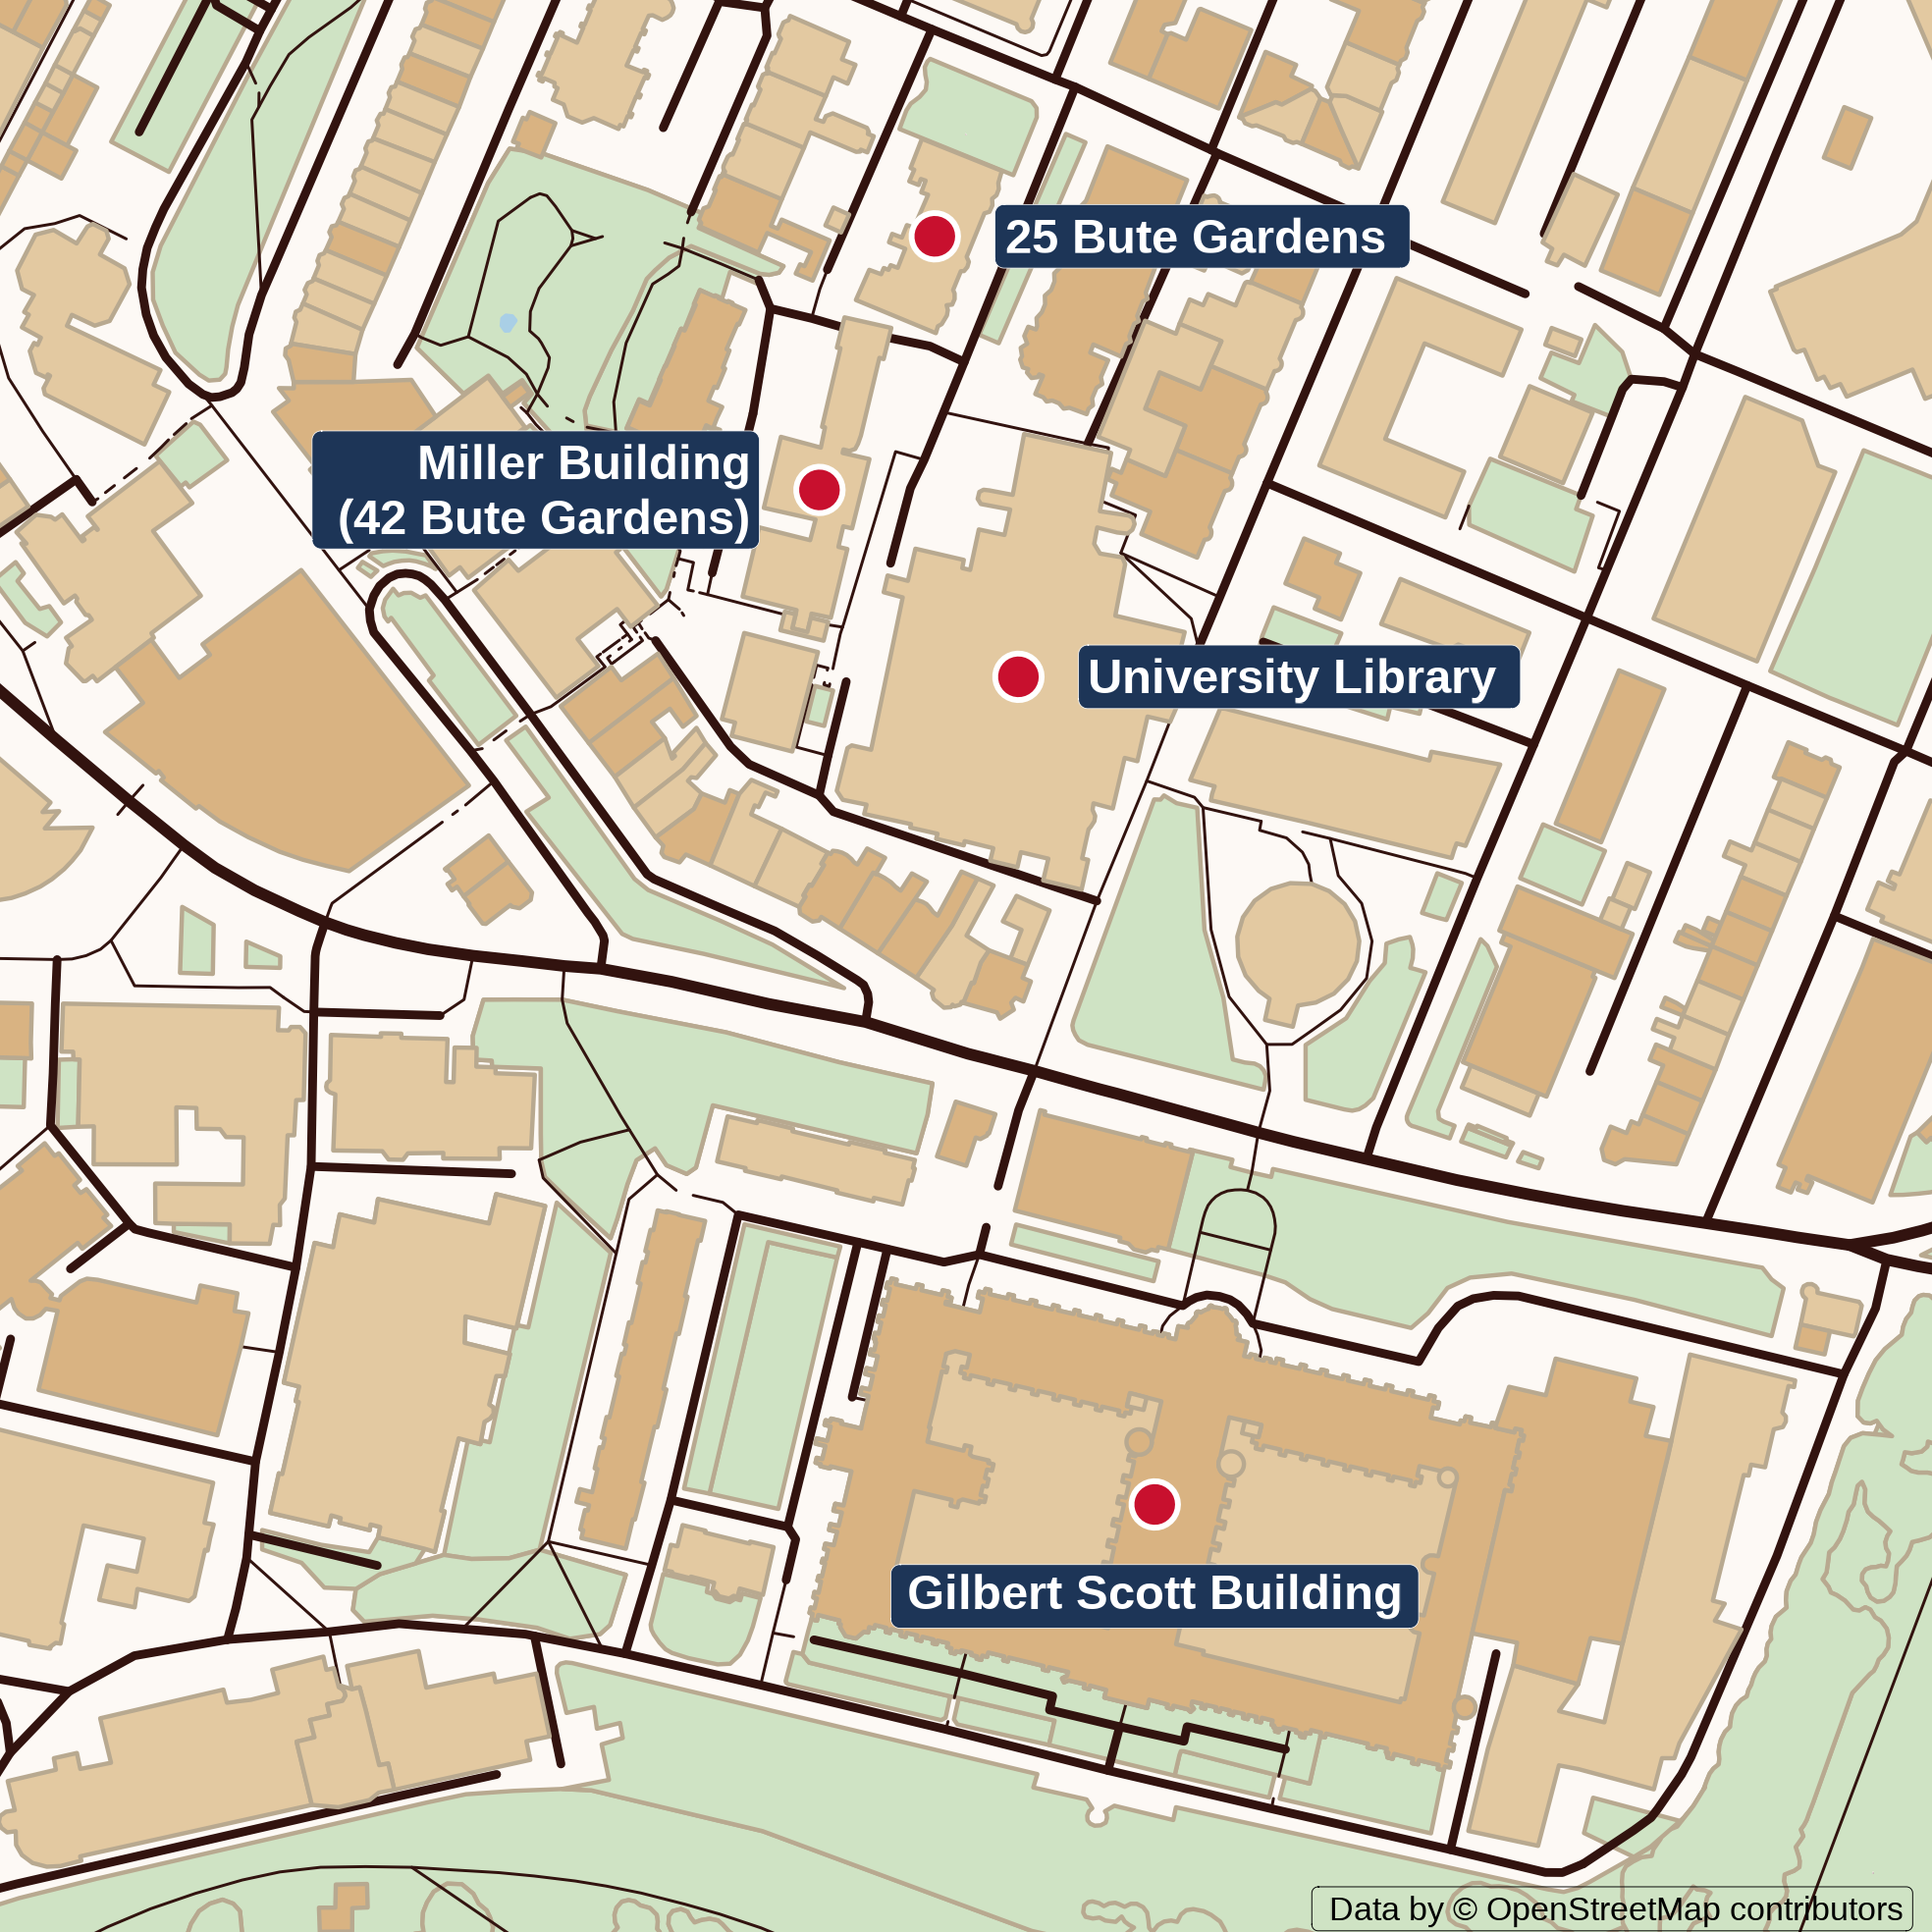 25 Bute Gardens
Miller Building
(42 Bute Gardens)
University Library
Gilbert Scott Building
Data by © OpenStreetMap contributors